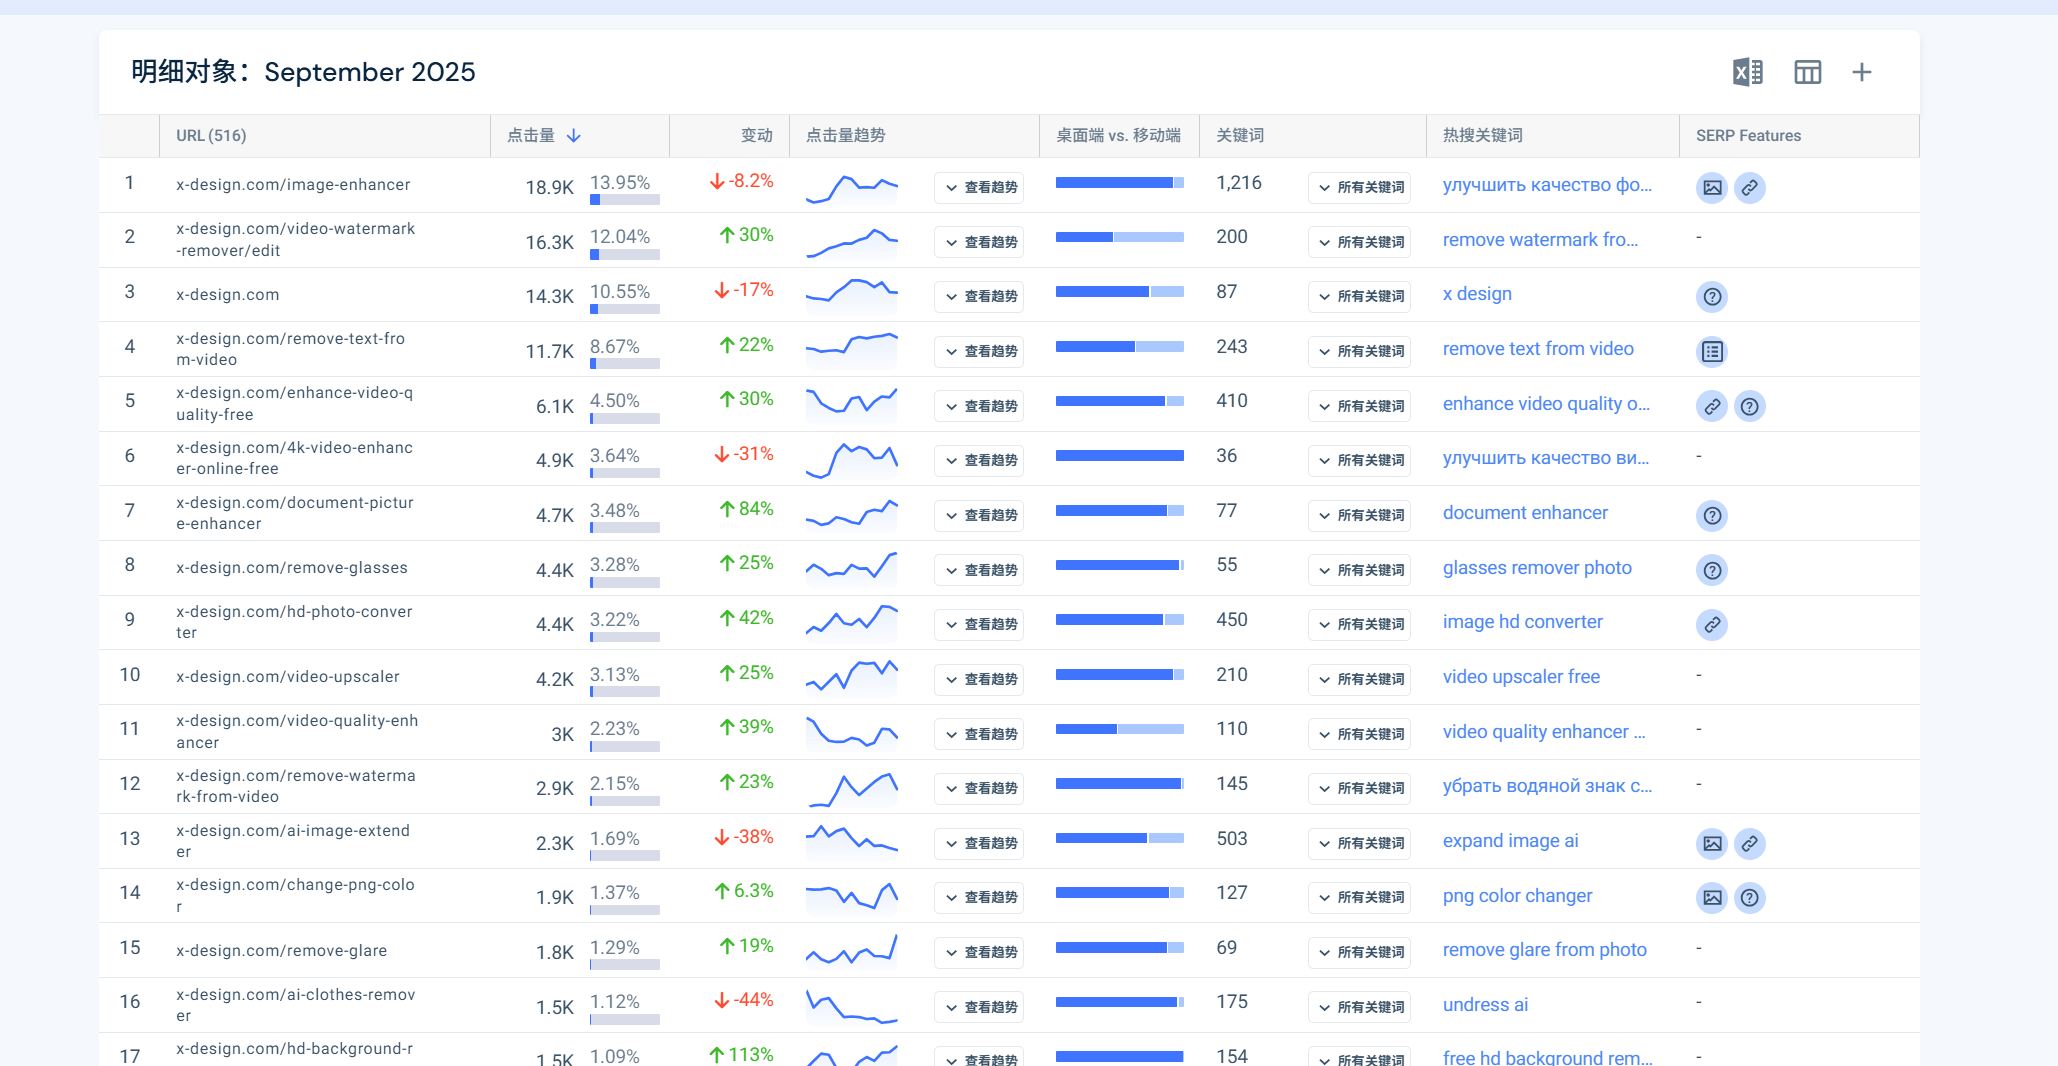 明细对象：September 2025
URL (516) 点击量 变动 点击量趋势 桌面端 vs. 移动端 关键词 热搜关键词 SERP Features
1 x-design.com/image-enhancer 18.9K 13.95% -8.2% 查看趋势 1,216 所有关键词 улучшить качество фо...
2 x-design.com/video-watermark
-remover/edit 16.3K 12.04% 30% 查看趋势 200 所有关键词 remove watermark fro... -
3 x-design.com 14.3K 10.55% -17% 查看趋势 87 所有关键词 x design
4 x-design.com/remove-text-fro
m-video 11.7K 8.67% 22% 查看趋势 243 所有关键词 remove text from video
5 x-design.com/enhance-video-q
uality-free 6.1K 4.50% 30% 查看趋势 410 所有关键词 enhance video quality o...
6 x-design.com/4k-video-enhanc
er-online-free 4.9K 3.64% -31% 查看趋势 36 所有关键词 улучшить качество ви... -
7 x-design.com/document-pictur
e-enhancer 4.7K 3.48% 84% 查看趋势 77 所有关键词 document enhancer
8 x-design.com/remove-glasses 4.4K 3.28% 25% 查看趋势 55 所有关键词 glasses remover photo
9 x-design.com/hd-photo-conver
ter 4.4K 3.22% 42% 查看趋势 450 所有关键词 image hd converter
10 x-design.com/video-upscaler 4.2K 3.13% 25% 查看趋势 210 所有关键词 video upscaler free -
11 x-design.com/video-quality-enh
ancer 3K 2.23% 39% 查看趋势 110 所有关键词 video quality enhancer ... -
12 x-design.com/remove-waterma
rk-from-video 2.9K 2.15% 23% 查看趋势 145 所有关键词 убрать водяной знак с... -
13 x-design.com/ai-image-extend
er 2.3K 1.69% -38% 查看趋势 503 所有关键词 expand image ai
14 x-design.com/change-png-colo
r 1.9K 1.37% 6.3% 查看趋势 127 所有关键词 png color changer
15 x-design.com/remove-glare 1.8K 1.29% 19% 查看趋势 69 所有关键词 remove glare from photo -
16 x-design.com/ai-clothes-remov
er 1.5K 1.12% -44% 查看趋势 175 所有关键词 undress ai -
17 x-design.com/hd-background-r 1.5K 1.09% 113% 查看趋势 154 所有关键词 free hd background rem... -